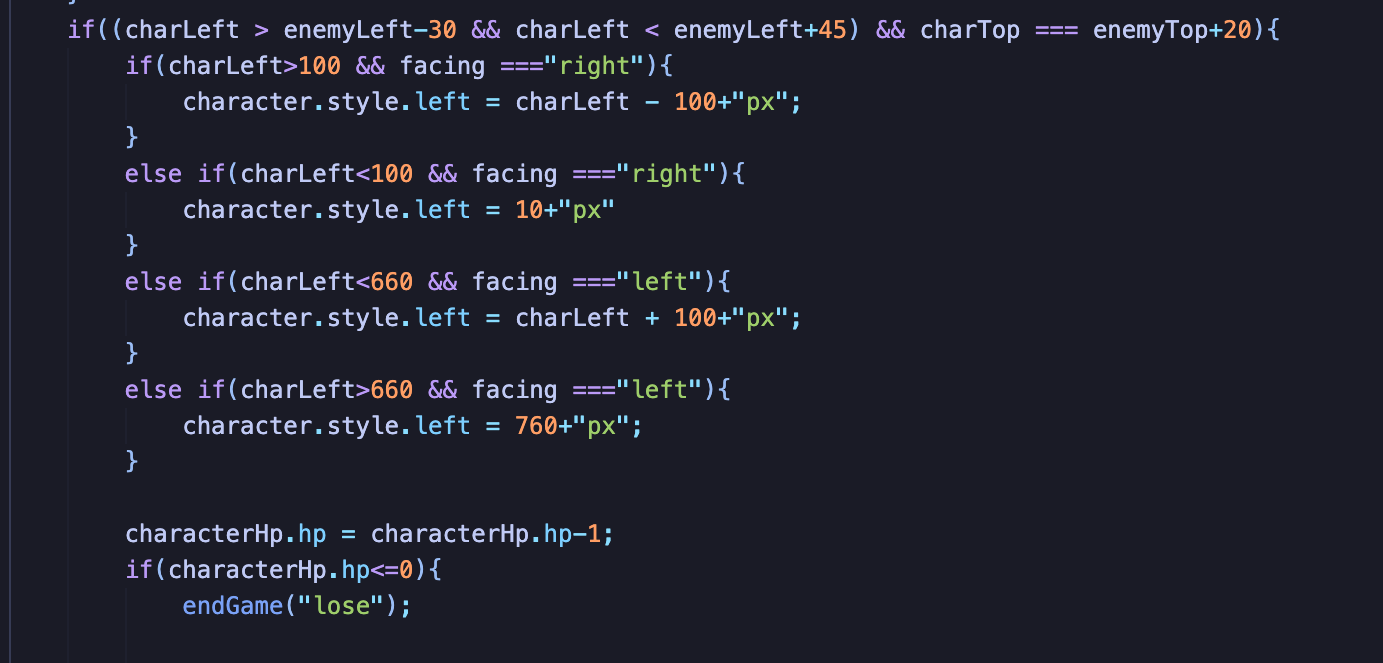 if((charLeft > enemyLeft-30 && charLeft < enemyLeft+45) && charTop === enemyTop+20){
if(charLeft>100 && facing ==="right"){
character.style.left = charLeft - 100+"px";
}
else if(charLeft<100 && facing ==="right"){
character.style.left = 10+"px"
}
else if(charLeft<660 && facing ==="left"){
character.style.left = charLeft + 100+"px";
}
else if(charLeft>660 && facing ==="left"){
character.style.left = 760+"px";
}
characterHp.hp = characterHp.hp-1;
if(characterHp.hp<=0){
endGame("lose");